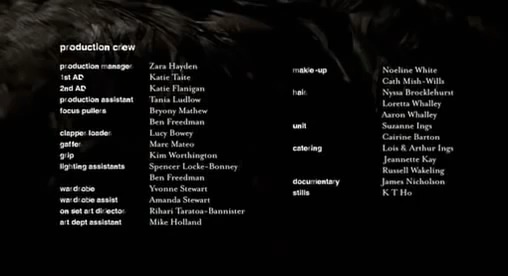 production crew
production manager Zara Hayden
1st AD Katie Taite
2nd AD Katie Flanigan
production assistant Tania Ludlow
focus pullers Bryony Mathew
Ben Freedman
clapper loader Lucy Bowey
gaffer Marc Mateo
grip Kim Worthington
lighting assistants Spencer Locke-Bonney
Ben Freedman
wardrobe Yvonne Stewart
wardrobe assist Amanda Stewart
on set art director Rihari Taratoa-Bannister
art dept assistant Mike Holland
make-up Noeline White
Cath Mish-Wills
hair Nyssa Brocklehurst
Loretta Whalley
Aaron Whalley
unit Suzanne Ings
Cairine Barton
catering Lois & Arthur Ings
Jeannette Kay
Russell Wakeling
documentary James Nicholson
stills K T Ho